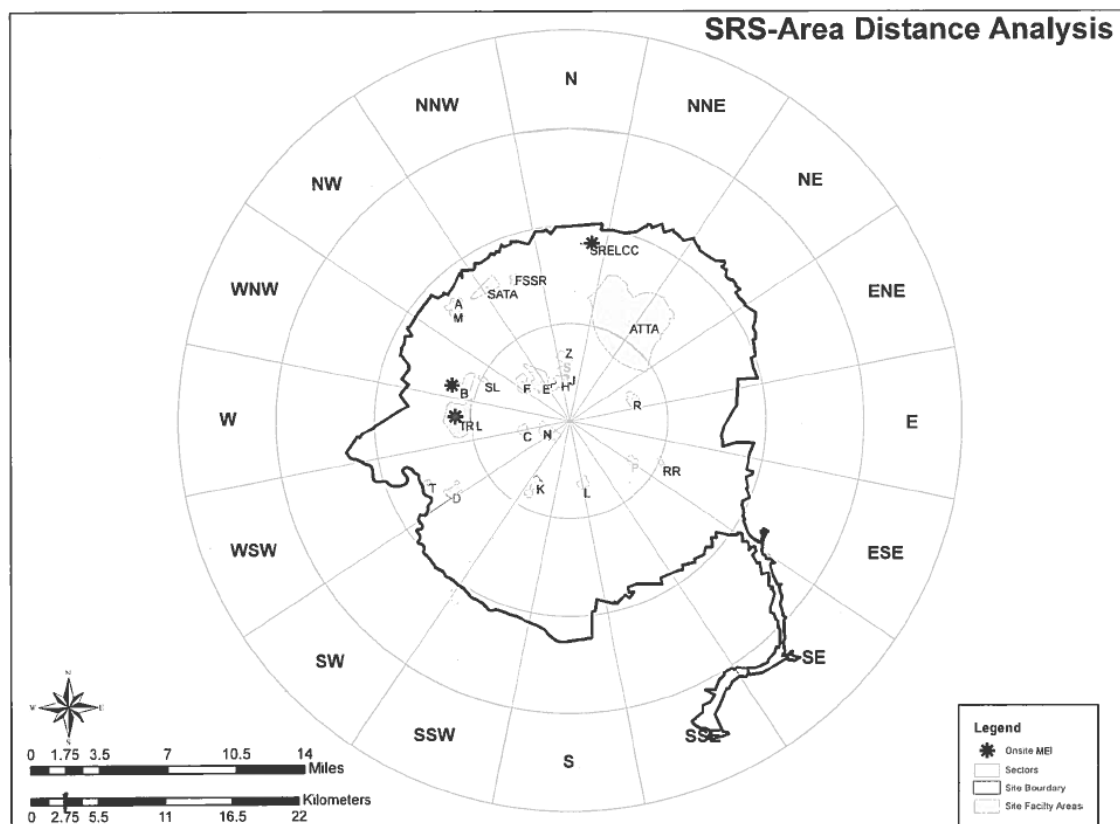 SRS-Area Distance Analysis
N
NNW
NNE
NW
NE
SRELCC
WNW
FSSR
SATA
ENE
A
M
ATTA
Z
S
J
B
SL
F
E
H
W
R
E
TRL
C
N
P
RR
T
D
K
L
WSW
ESE
SW
SE
SSW
SSE
S
N
W
E
S
0 1.75 3.5 7 10.5 14
Miles
Kilometers
0 2.75 5.5 11 16.5 22
Legend
Onsite MEI
Sectors
Site Boundary
Site Facilty Areas